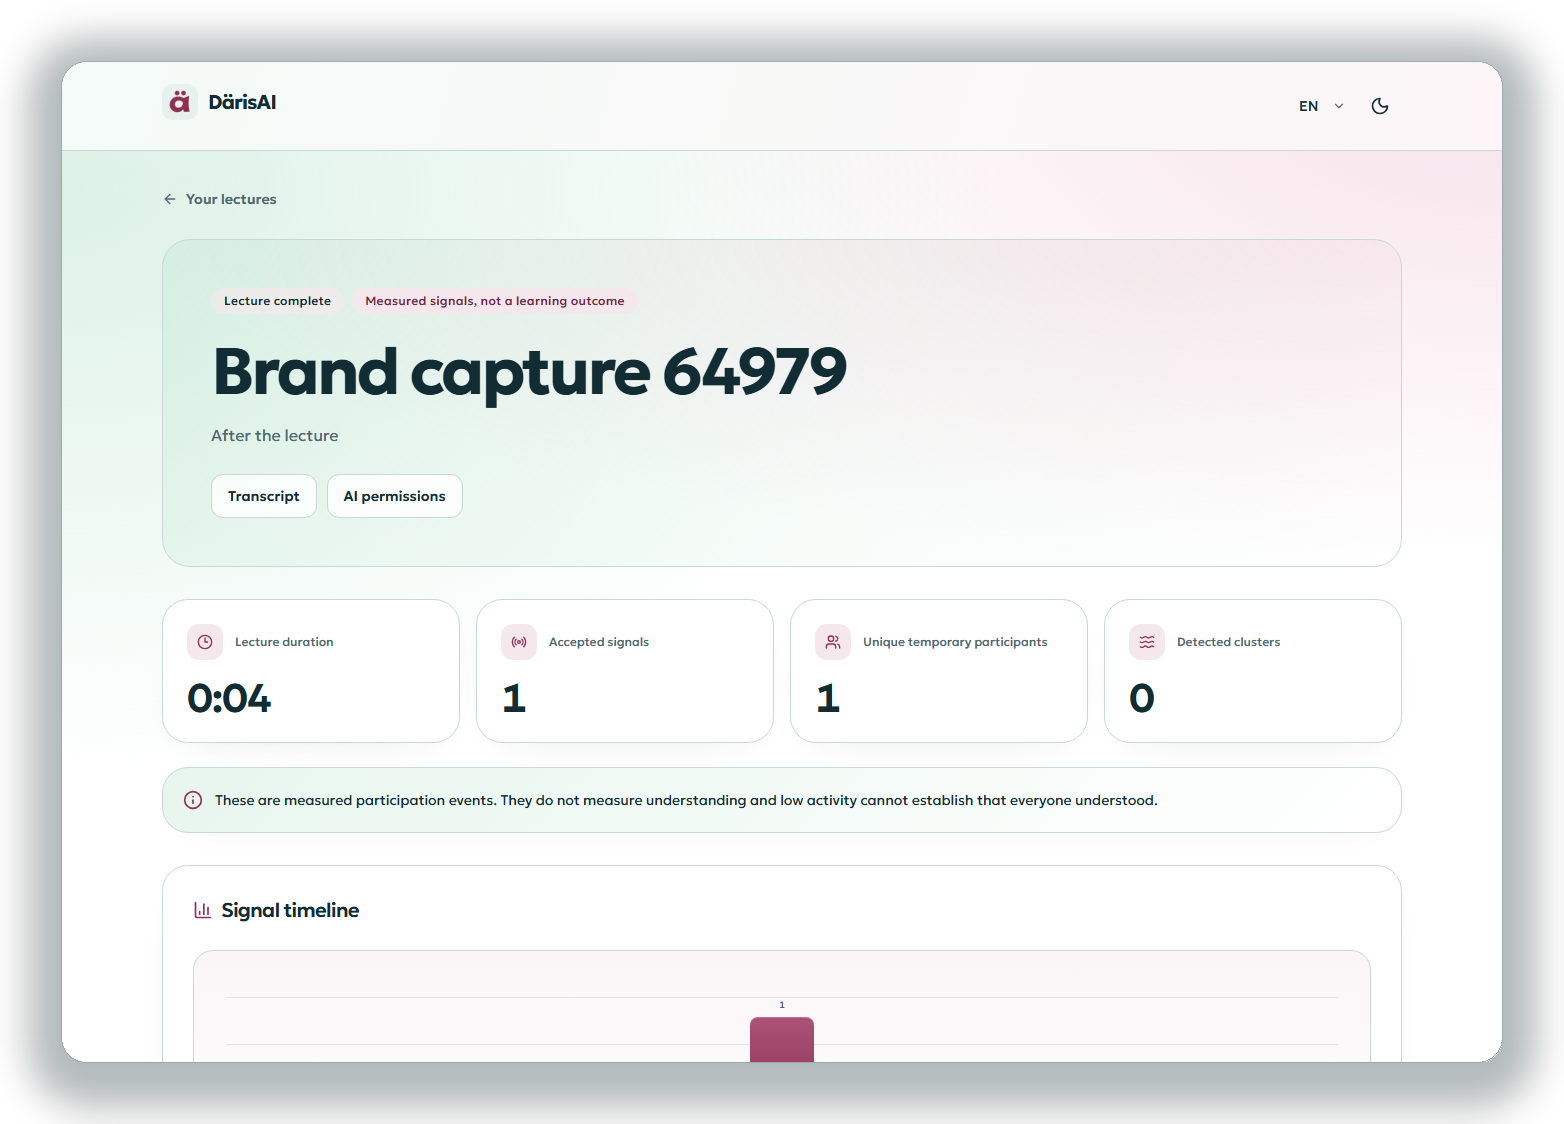 ä DärisAI
EN
Your lectures
Lecture complete
Measured signals, not a learning outcome
Brand capture 64979
After the lecture
Transcript
AI permissions
Lecture duration
0:04
Accepted signals
1
Unique temporary participants
1
Detected clusters
0
These are measured participation events. They do not measure understanding and low activity cannot establish that everyone understood.
Signal timeline
1